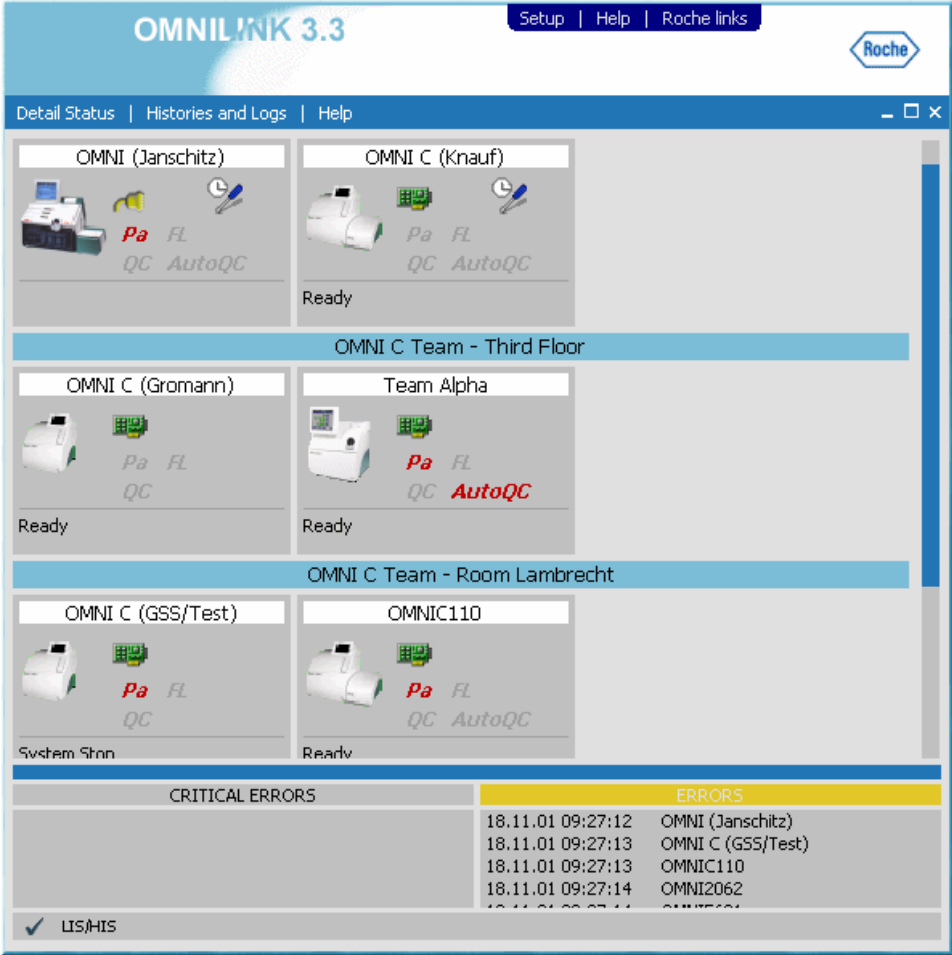 OMNILINK 3.3
Setup | Help | Roche links
Roche
Detail Status | Histories and Logs | Help
OMNI (Janschitz)
Pa FL
QC AutoQC
OMNI C (Knauf)
Pa FL
QC AutoQC
Ready
OMNI C Team - Third Floor
OMNI C (Gromann)
Pa FL
QC
Ready
Team Alpha
Pa FL
QC AutoQC
Ready
OMNI C Team - Room Lambrecht
OMNI C (GSS/Test)
Pa FL
QC
System Stop
OMNIC110
Pa FL
QC AutoQC
Ready
CRITICAL ERRORS
ERRORS
18.11.01 09:27:12 OMNI (Janschitz)
18.11.01 09:27:13 OMNI C (GSS/Test)
18.11.01 09:27:13 OMNIC110
18.11.01 09:27:14 OMNI2062
LIS/HIS